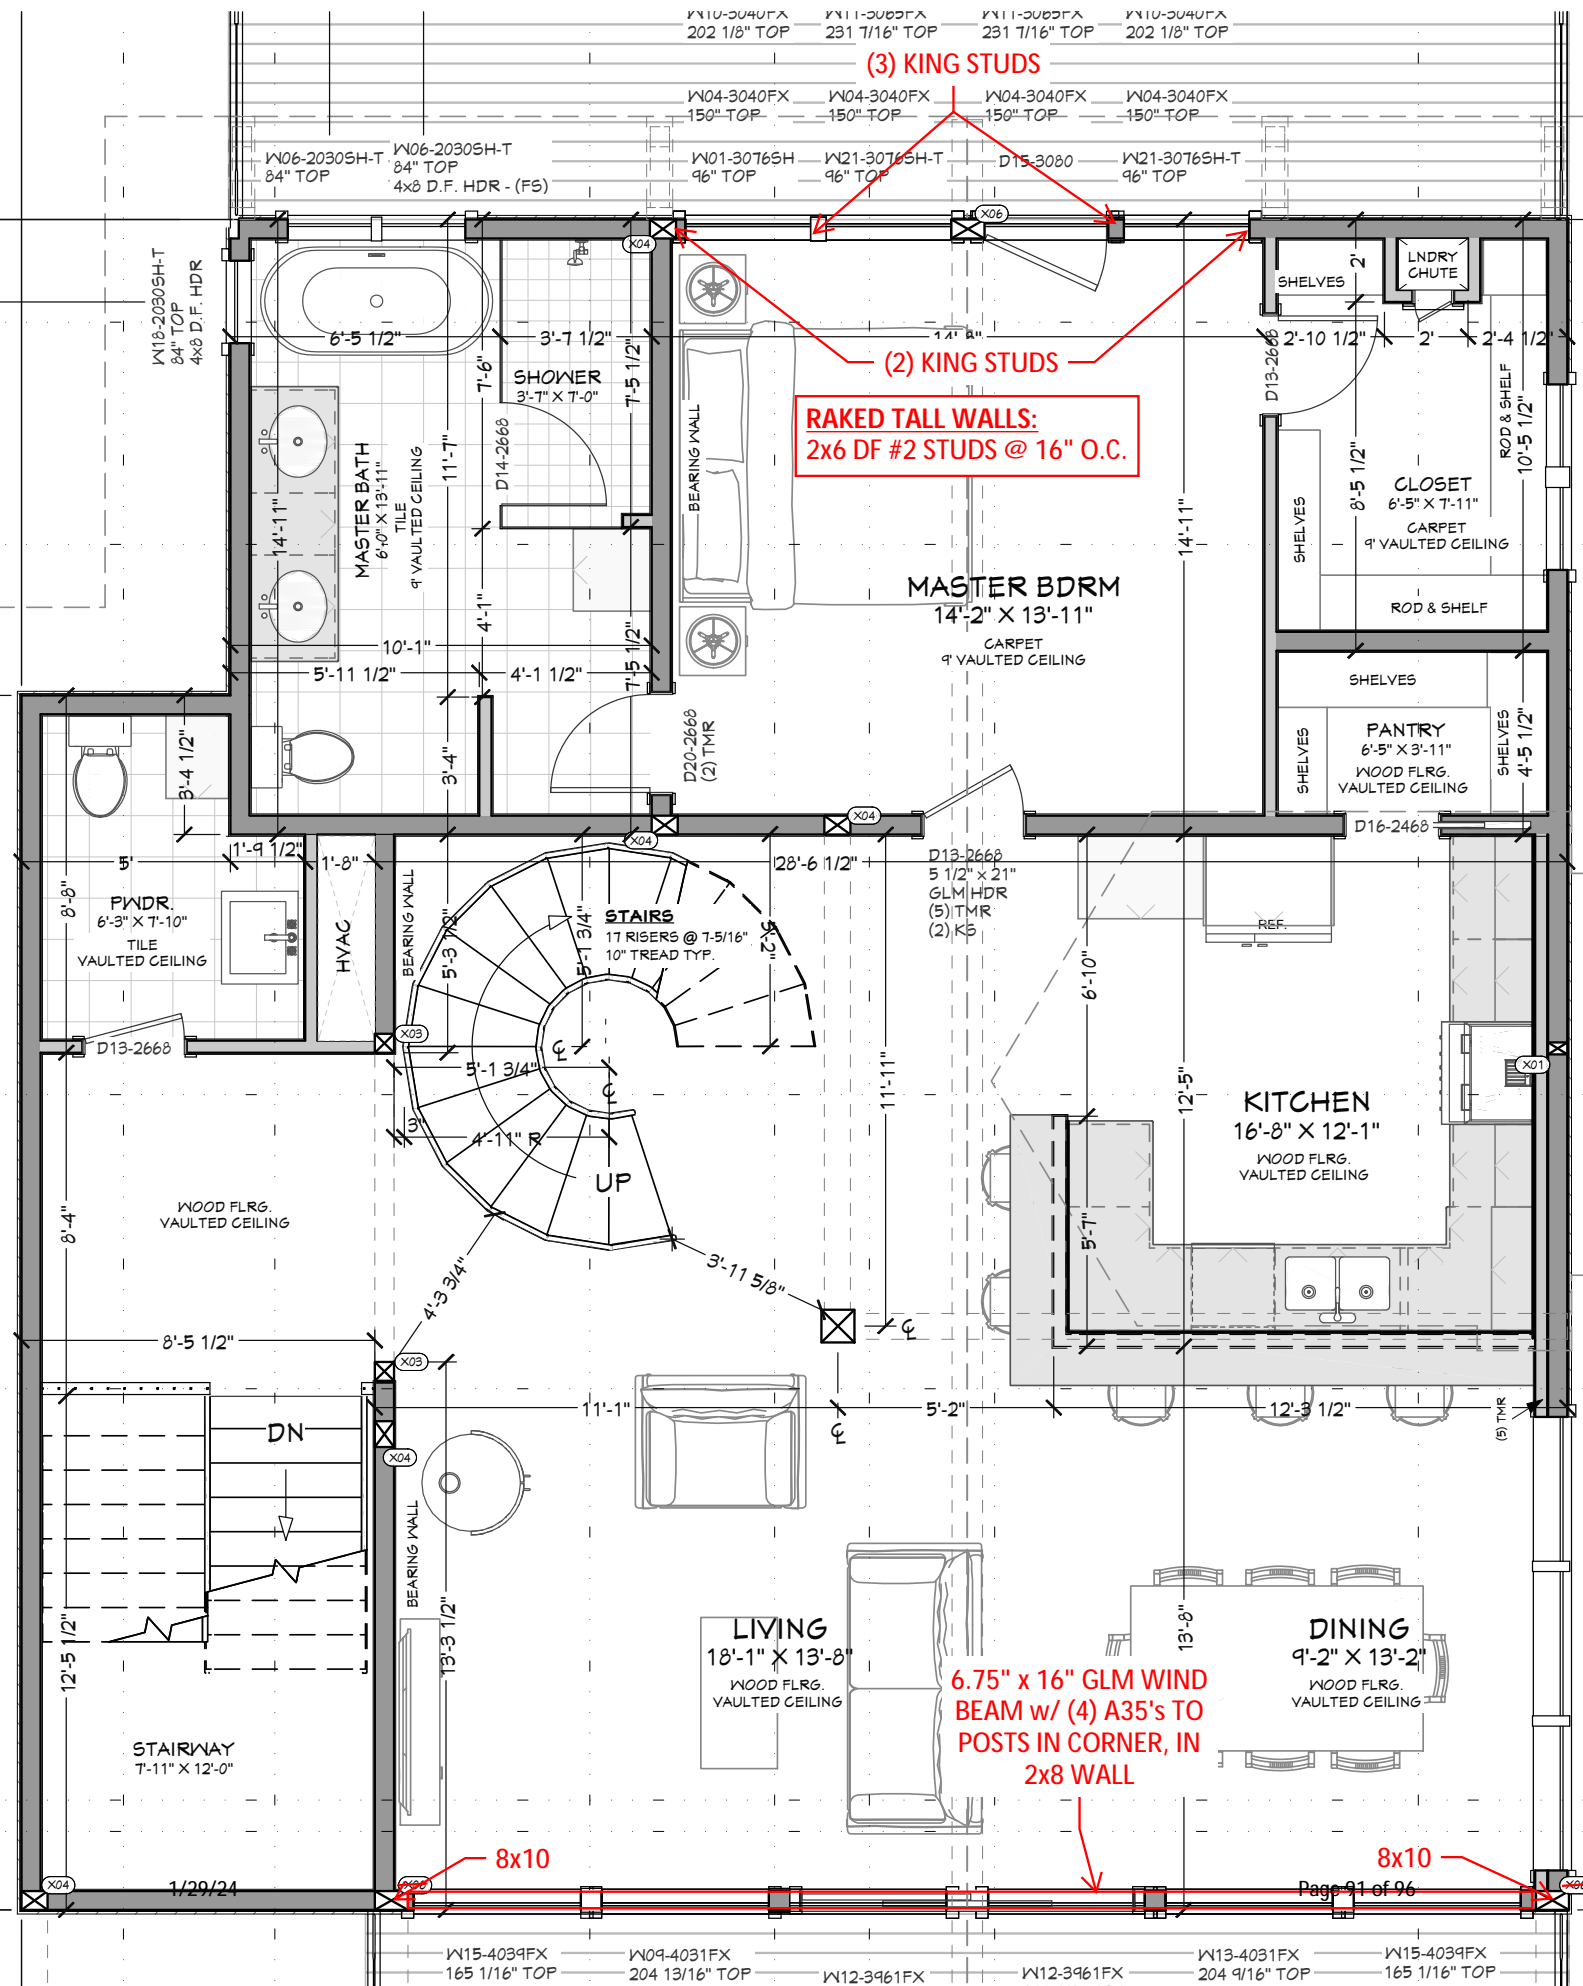 W10-3040FX
202 1/8" TOP
W11-3065FX
231 7/16" TOP
W11-3065FX
231 7/16" TOP
W10-3040FX
202 1/8" TOP
(3) KING STUDS
W04-3040FX
150" TOP
W04-3040FX
150" TOP
W04-3040FX
150" TOP
W04-3040FX
150" TOP
W06-2030SH-T
84" TOP
W06-2030SH-T
84" TOP
4x8 D.F. HDR - (FS)
W01-3076SH
96" TOP
W21-3076SH-T
96" TOP
D15-3080
W21-3076SH-T
96" TOP
X06
X04
W18-2030SH-T
84" TOP
4x8 D.F. HDR
LNDRY
CHUTE
SHELVES
2'
6'-5 1/2"
3'-7 1/2"
14'-8"
2'-10 1/2"
2'
2'-4 1/2"
(2) KING STUDS
SHOWER
3'-7" X 7'-0"
7'-6"
7'-5 1/2"
D13-2668
ROD & SHELF
10'-5 1/2"
RAKED TALL WALLS:
2x6 DF #2 STUDS @ 16" O.C.
BEARING WALL
D14-2668
11'-7"
MASTER BATH
6'-0" X 13'-11"
TILE
9' VAULTED CEILING
14'-11"
14'-11"
8'-5 1/2"
CLOSET
6'-5" X 7'-11"
CARPET
9' VAULTED CEILING
SHELVES
MASTER BDRM
14'-2" X 13'-11"
CARPET
9' VAULTED CEILING
ROD & SHELF
4'-1"
7'-5 1/2"
10'-1"
5'-11 1/2"
4'-1 1/2"
SHELVES
PANTRY
6'-5" X 3'-11"
WOOD FLRG.
VAULTED CEILING
SHELVES
SHELVES
4'-5 1/2"
3'-4 1/2"
3'-4"
D20-2668
(2) TMR
X04
D16-2468
X04
5'
1'-9 1/2"
1'-8"
28'-6 1/2"
D13-2668
5 1/2" x 21"
GLM HDR
(5) TMR
(2) KS
8'-8"
PWDR.
6'-3" X 7'-10"
TILE
VAULTED CEILING
HVAC
BEARING WALL
5'-3 1/2"
5'-1 3/4"
STAIRS
17 RISERS @ 7-5/16"
10" TREAD TYP.
5'-2"
REF.
6'-10"
D13-2668
X03
℄
5'-1 3/4"
℄
11'-11"
12'-5"
X01
KITCHEN
16'-8" X 12'-1"
WOOD FLRG.
VAULTED CEILING
3"
4'-11" R
UP
WOOD FLRG.
VAULTED CEILING
8'-4"
5'-7"
4'-3 3/4"
3'-11 5/8"
℄
8'-5 1/2"
X03
11'-1"
5'-2"
12'-3 1/2"
(5) TMR
℄
DN
X04
BEARING WALL
12'-5 1/2"
13'-3 1/2"
13'-8"
LIVING
18'-1" X 13'-8"
WOOD FLRG.
VAULTED CEILING
DINING
9'-2" X 13'-2"
WOOD FLRG.
VAULTED CEILING
6.75" x 16" GLM WIND
BEAM w/ (4) A35's TO
POSTS IN CORNER, IN
2x8 WALL
STAIRWAY
7'-11" X 12'-0"
8x10
8x10
X04
1/29/24
Page 91 of 96
W15-4039FX
165 1/16" TOP
W09-4031FX
204 13/16" TOP
W12-3961FX
W12-3961FX
W13-4031FX
204 9/16" TOP
W15-4039FX
165 1/16" TOP